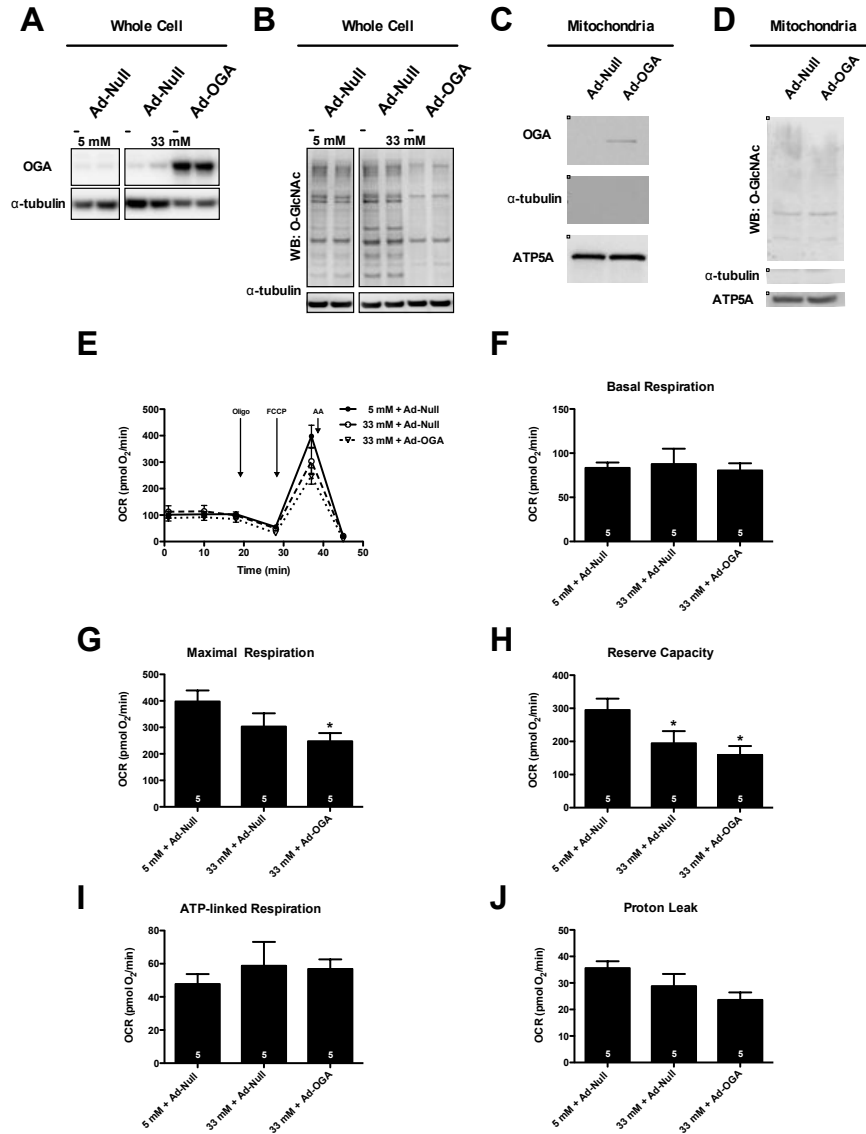 A
Whole Cell
Ad-Null
Ad-Null
Ad-OGA
5 mM
33 mM
OGA
α-tubulin
B
Whole Cell
Ad-Null
Ad-Null
Ad-OGA
5 mM
33 mM
WB: O-GlcNAc
α-tubulin
C
Mitochondria
Ad-Null
Ad-OGA
OGA
α-tubulin
ATP5A
D
Mitochondria
Ad-Null
Ad-OGA
WB: O-GlcNAc
α-tubulin
ATP5A
E
Oligo
FCCP
AA
5 mM + Ad-Null
33 mM + Ad-Null
33 mM + Ad-OGA
OCR (pmol O2/min)
500
400
300
200
100
0
0 10 20 30 40 50
Time (min)
F
Basal Respiration
OCR (pmol O2/min)
150
100
50
0
5 5 5
5 mM + Ad-Null
33 mM + Ad-Null
33 mM + Ad-OGA
G
Maximal Respiration
OCR (pmol O2/min)
500
400
300
200
100
0
*
5 5 5
5 mM + Ad-Null
33 mM + Ad-Null
33 mM + Ad-OGA
H
Reserve Capacity
OCR (pmol O2/min)
400
300
200
100
0
* *
5 5 5
5 mM + Ad-Null
33 mM + Ad-Null
33 mM + Ad-OGA
I
ATP-linked Respiration
OCR (pmol O2/min)
80
60
40
20
0
5 5 5
5 mM + Ad-Null
33 mM + Ad-Null
33 mM + Ad-OGA
J
Proton Leak
OCR (pmol O2/min)
50
40
30
20
10
0
5 5 5
5 mM + Ad-Null
33 mM + Ad-Null
33 mM + Ad-OGA